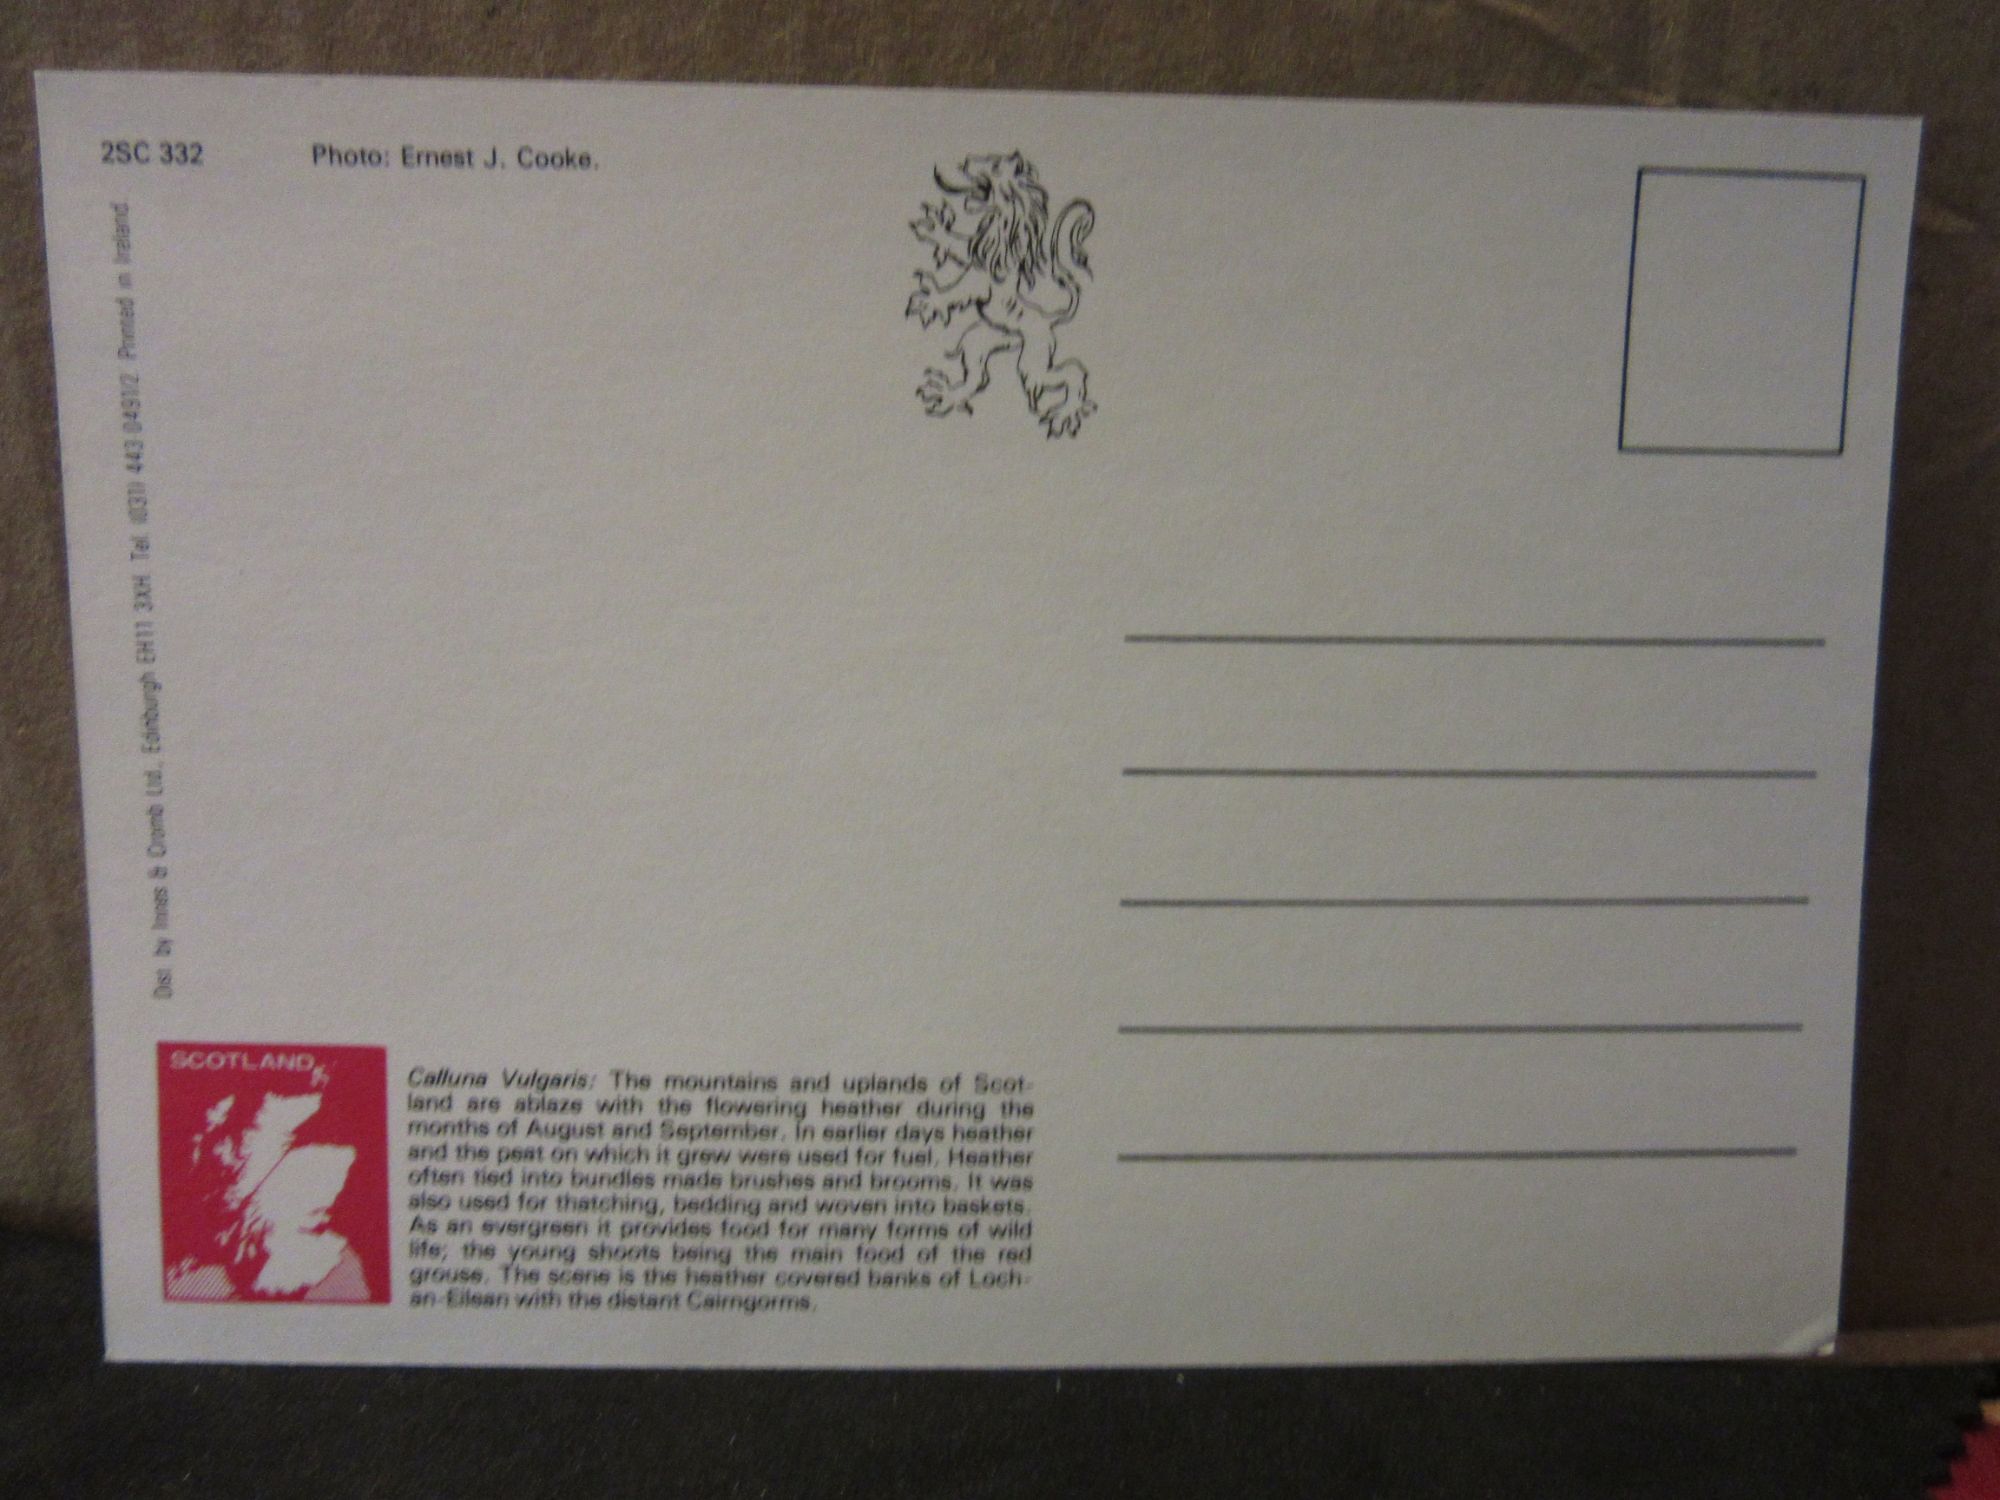 2SC 332
Photo: Ernest J. Cooke.
Dist. by Innes & Cromb Ltd., Edinburgh EH11 3XH Tel. (031) 443 0491/2 Printed in Ireland
SCOTLAND
Calluna Vulgaris: The mountains and uplands of Scot-
land are ablaze with the flowering heather during the
months of August and September. In earlier days heather
and the peat on which it grew were used for fuel. Heather
often tied into bundles made brushes and brooms. It was
also used for thatching, bedding and woven into baskets.
As an evergreen it provides food for many forms of wild
life; the young shoots being the main food of the red
grouse. The scene is the heather covered banks of Loch-
an-Eilean with the distant Cairngorms.